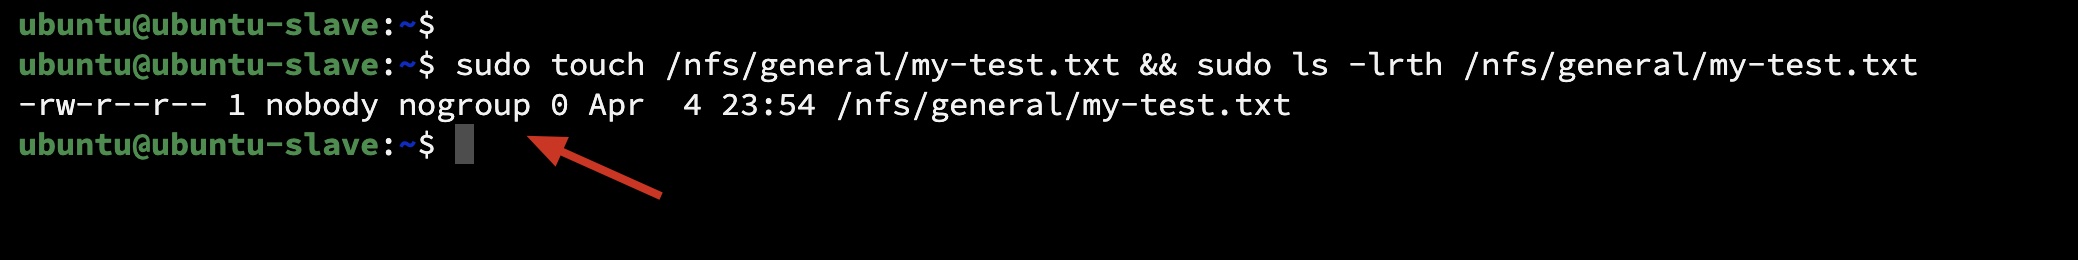 ubuntu@ubuntu-slave:~$
ubuntu@ubuntu-slave:~$ sudo touch /nfs/general/my-test.txt && sudo ls -lrth /nfs/general/my-test.txt
-rw-r--r-- 1 nobody nogroup 0 Apr  4 23:54 /nfs/general/my-test.txt
ubuntu@ubuntu-slave:~$